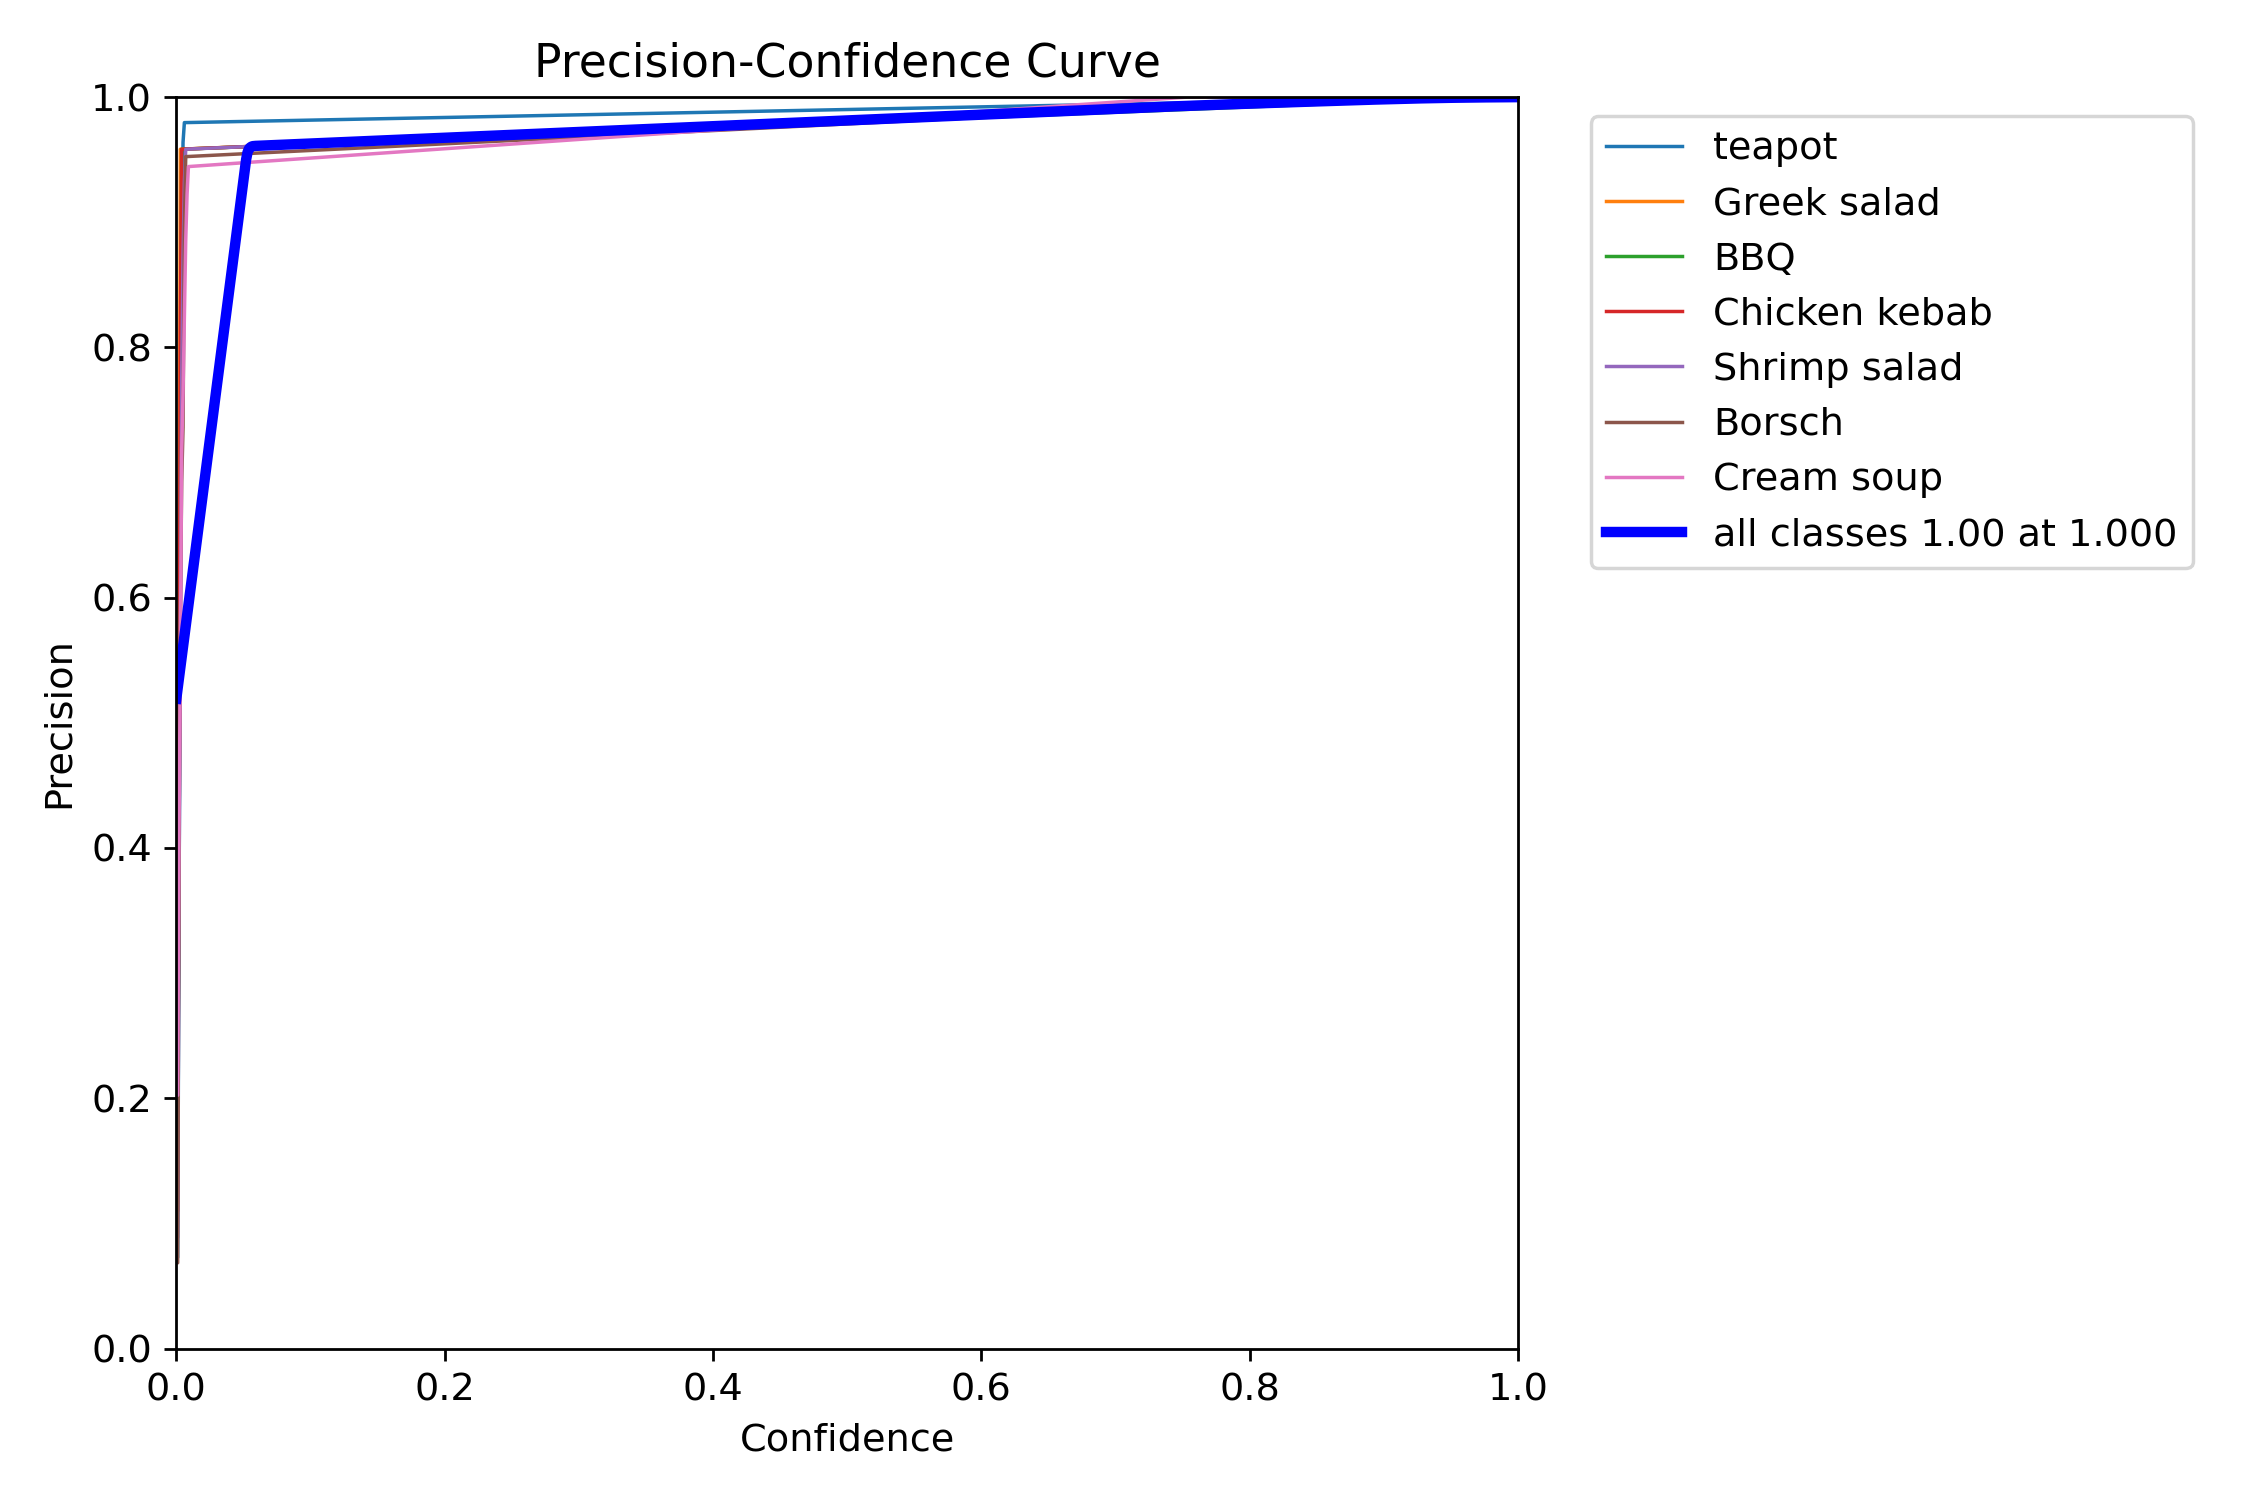 Precision-Confidence Curve
1.0
0.8
0.6
0.4
0.2
0.0
Precision
0.0 0.2 0.4 0.6 0.8 1.0
Confidence
teapot
Greek salad
BBQ
Chicken kebab
Shrimp salad
Borsch
Cream soup
all classes 1.00 at 1.000